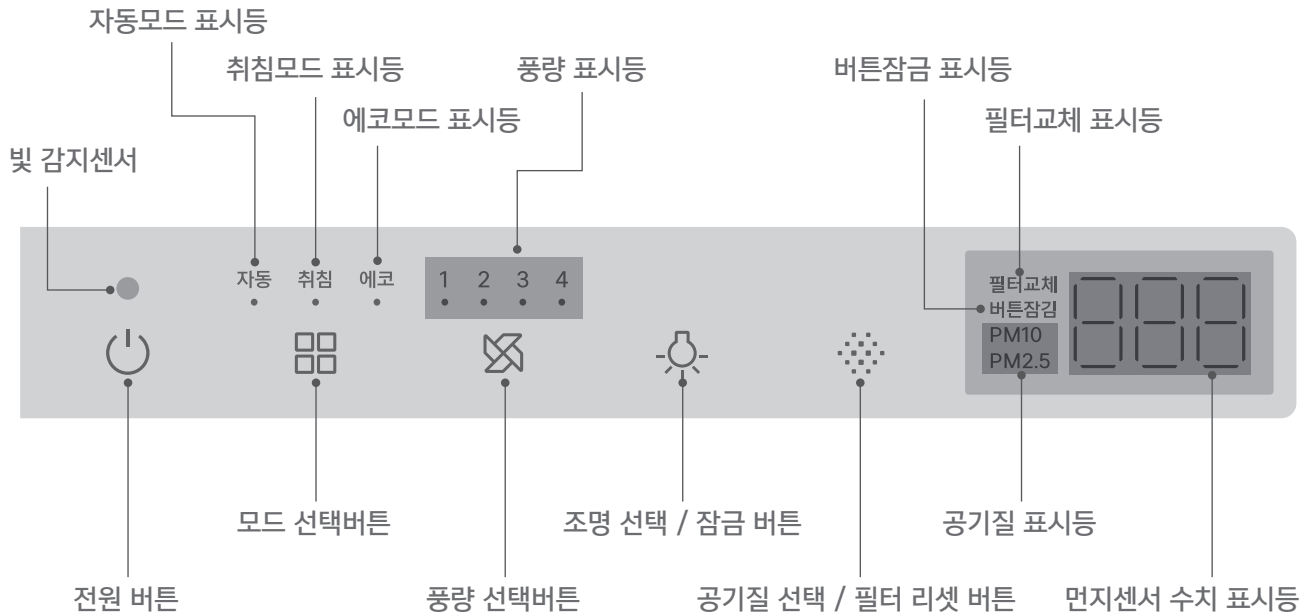 자동모드 표시등
취침모드 표시등
풍량 표시등
버튼잠금 표시등
에코모드 표시등
필터교체 표시등
빛 감지센서
자동 취침 에코
1 2 3 4
필터교체
버튼잠김
PM10
PM2.5
888
모드 선택버튼
조명 선택 / 잠금 버튼
공기질 표시등
전원 버튼
풍량 선택버튼
공기질 선택 / 필터 리셋 버튼
먼지센서 수치 표시등